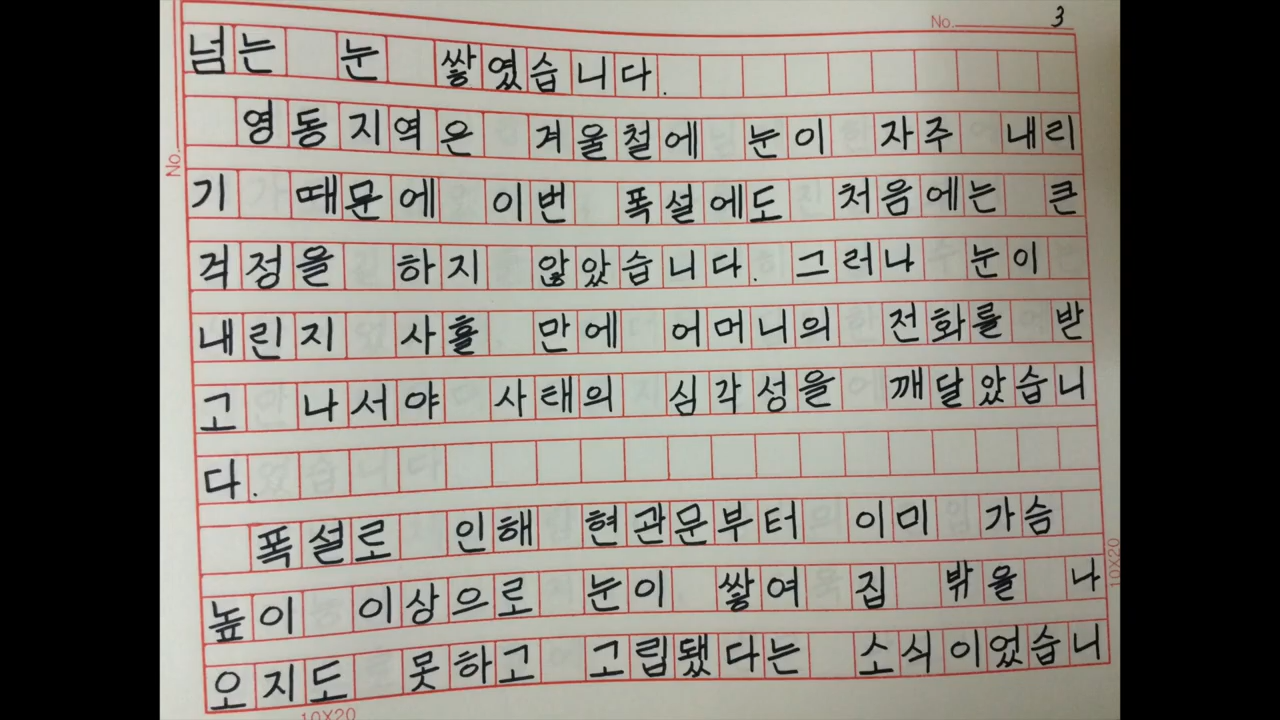 No. 3
넘는 눈 쌓였습니다.
영동지역은 겨울철에 눈이 자주 내리
기 때문에 이번 폭설에도 처음에는 큰
걱정을 하지 않았습니다. 그러나 눈이
내린지 사흘 만에 어머니의 전화를 받
고 나서야 사태의 심각성을 깨달았습니
다.
폭설로 인해 현관문부터 이미 가슴
높이 이상으로 눈이 쌓여 집 밖을 나
오지도 못하고 고립됐다는 소식이었습니
No.
10X20
10X20